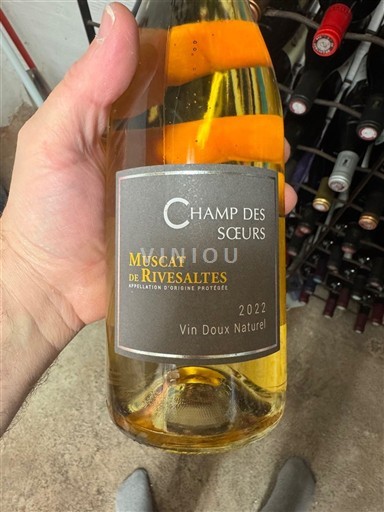 CHAMP DES
SŒURS
VINIOU
MUSCAT
DE RIVESALTES
APPELLATION D'ORIGINE PROTÉGÉE
2022
Vin Doux Naturel